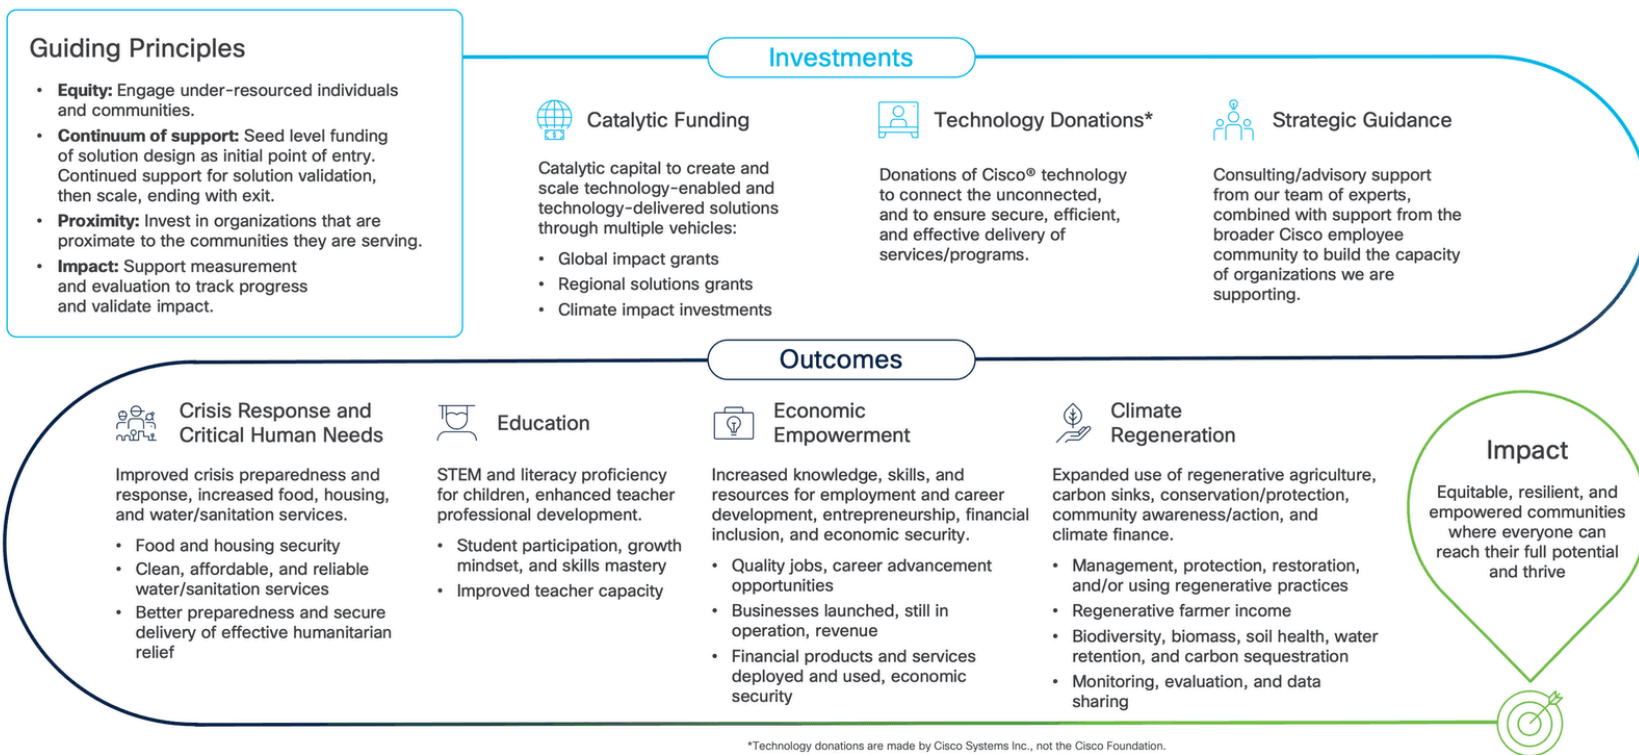 Guiding Principles
• Equity: Engage under-resourced individuals
and communities.
• Continuum of support: Seed level funding
of solution design as initial point of entry.
Continued support for solution validation,
then scale, ending with exit.
• Proximity: Invest in organizations that are
proximate to the communities they are serving.
• Impact: Support measurement
and evaluation to track progress
and validate impact.
Investments
Catalytic Funding
Catalytic capital to create and
scale technology-enabled and
technology-delivered solutions
through multiple vehicles:
• Global impact grants
• Regional solutions grants
• Climate impact investments
Technology Donations*
Donations of Cisco® technology
to connect the unconnected,
and to ensure secure, efficient,
and effective delivery of
services/programs.
Strategic Guidance
Consulting/advisory support
from our team of experts,
combined with support from the
broader Cisco employee
community to build the capacity
of organizations we are
supporting.
Outcomes
Crisis Response and
Critical Human Needs
Improved crisis preparedness and
response, increased food, housing,
and water/sanitation services.
• Food and housing security
• Clean, affordable, and reliable
water/sanitation services
• Better preparedness and secure
delivery of effective humanitarian
relief
Education
STEM and literacy proficiency
for children, enhanced teacher
professional development.
• Student participation, growth
mindset, and skills mastery
• Improved teacher capacity
Economic
Empowerment
Increased knowledge, skills, and
resources for employment and career
development, entrepreneurship, financial
inclusion, and economic security.
• Quality jobs, career advancement
opportunities
• Businesses launched, still in
operation, revenue
• Financial products and services
deployed and used, economic
security
Climate
Regeneration
Expanded use of regenerative agriculture,
carbon sinks, conservation/protection,
community awareness/action, and
climate finance.
• Management, protection, restoration,
and/or using regenerative practices
• Regenerative farmer income
• Biodiversity, biomass, soil health, water
retention, and carbon sequestration
• Monitoring, evaluation, and data
sharing
Impact
Equitable, resilient, and
empowered communities
where everyone can
reach their full potential
and thrive
*Technology donations are made by Cisco Systems Inc., not the Cisco Foundation.